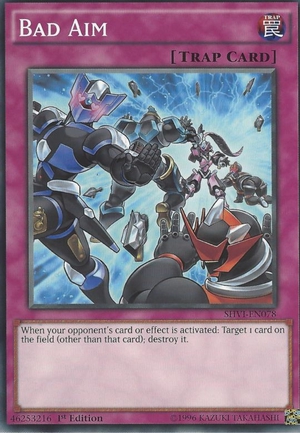 Bad Aim
TRAP
罠
[TRAP CARD]
SHVI-EN078
When your opponent's card or effect is activated: Target 1 card on
the field (other than that card); destroy it.
46253216 1st Edition ©1996 KAZUKI TAKAHASHI